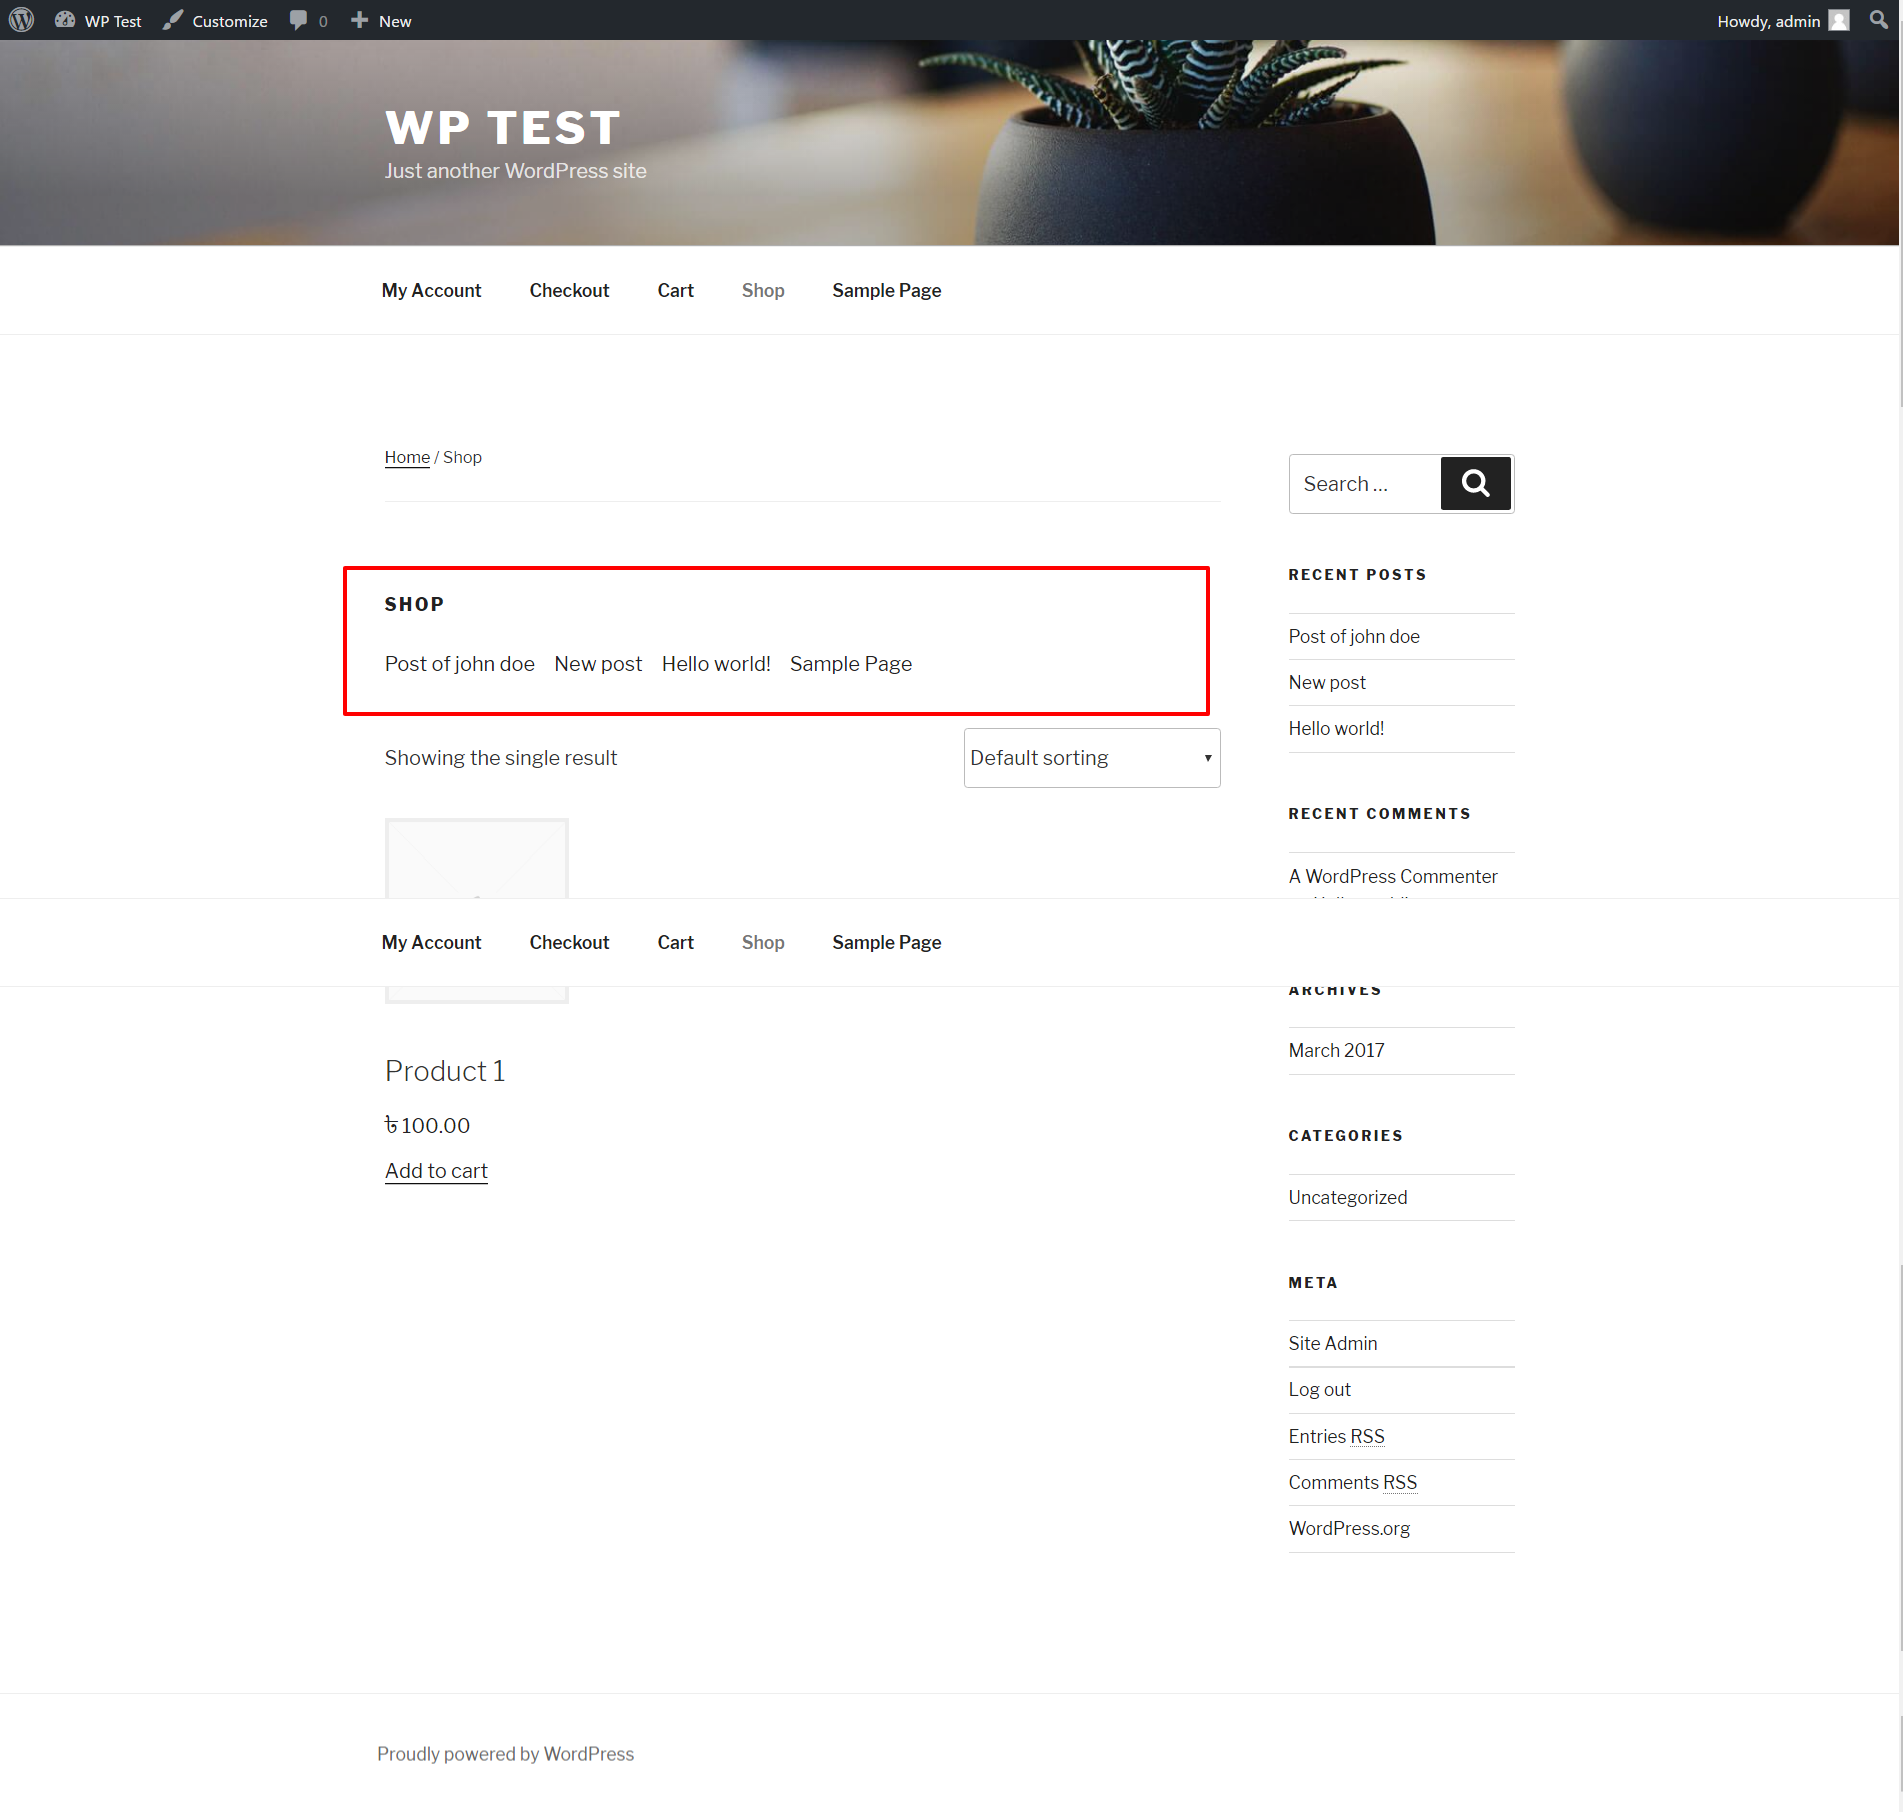 WP Test Customize 0 New Howdy, admin
WP TEST
Just another WordPress site
My Account Checkout Cart Shop Sample Page
Home / Shop
SHOP
Post of john doe New post Hello world! Sample Page
Showing the single result
Default sorting
My Account Checkout Cart Shop Sample Page
Product 1
৳ 100.00
Add to cart
Search …
RECENT POSTS
Post of john doe
New post
Hello world!
RECENT COMMENTS
A WordPress Commenter
ARCHIVES
March 2017
CATEGORIES
Uncategorized
META
Site Admin
Log out
Entries RSS
Comments RSS
WordPress.org
Proudly powered by WordPress